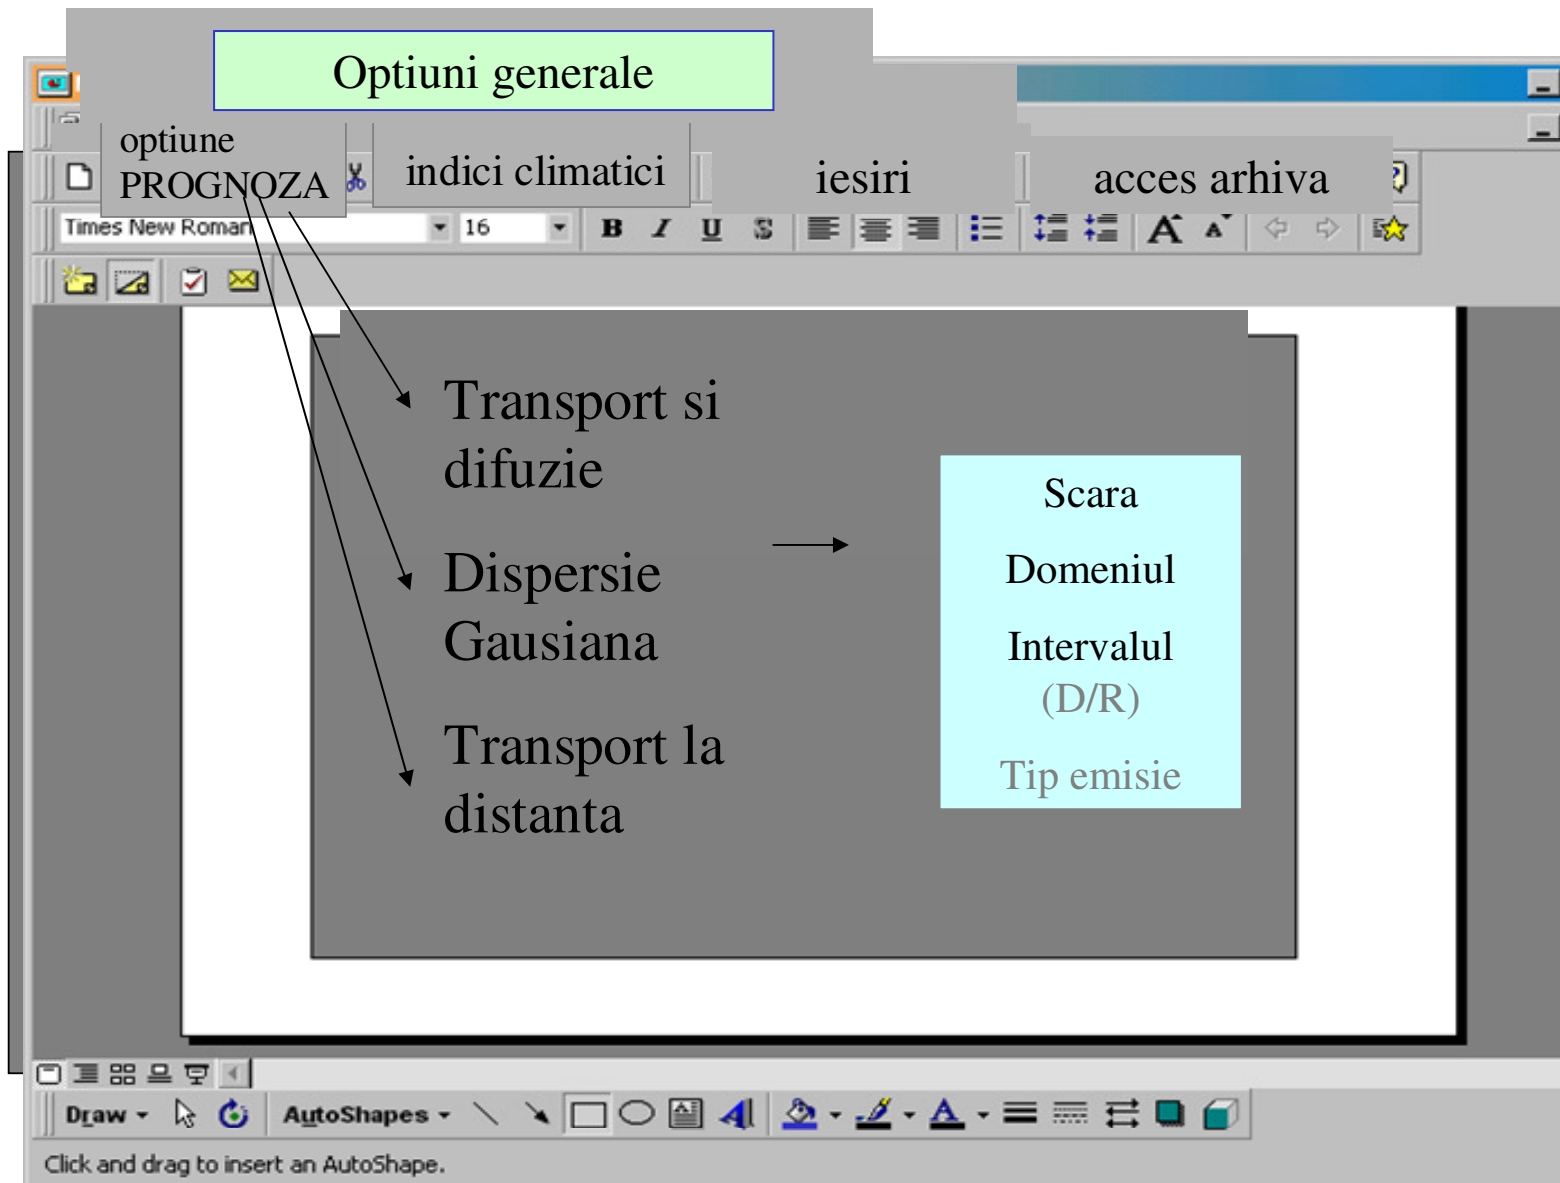 Optiuni generale
optiune
PROGNOZA
indici climatici
iesiri
acces arhiva
Times New Roman
16
B I U S
A A
Transport si
difuzie
Dispersie
Gausiana
Transport la
distanta
Scara
Domeniul
Intervalul
(D/R)
Tip emisie
Draw
AutoShapes
Click and drag to insert an AutoShape.